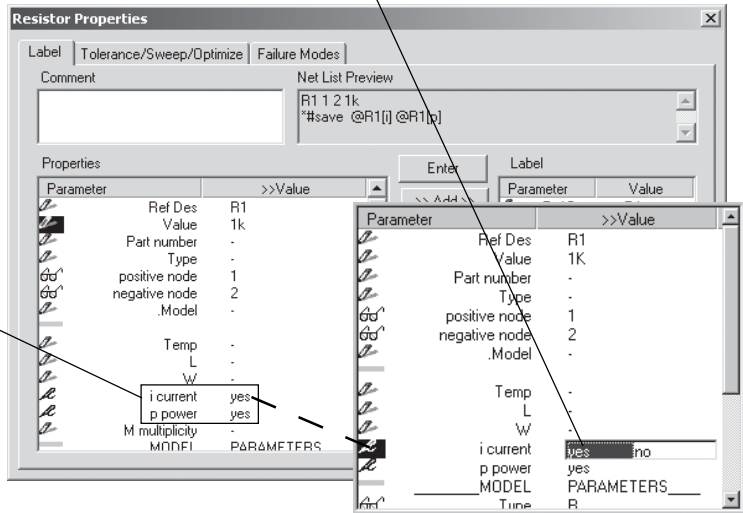 Resistor Properties
Label Tolerance/Sweep/Optimize Failure Modes
Comment Net List Preview
R1 1 2 1k
*#save @R1[i] @R1[p]
Properties Enter Label
Parameter >>Value >> Add >> Parameter Value
Ref Des R1
Value 1k
Part number -
Type -
positive node 1
negative node 2
.Model -
Temp -
L -
W -
i current yes
p power yes
M multiplicity -
MODEL PARAMETERS
Parameter >>Value
Ref Des R1
Value 1K
Part number -
Type -
positive node 1
negative node 2
.Model -
Temp -
L -
W -
i current yes no
p power yes
_______MODEL PARAMETERS____
Type R